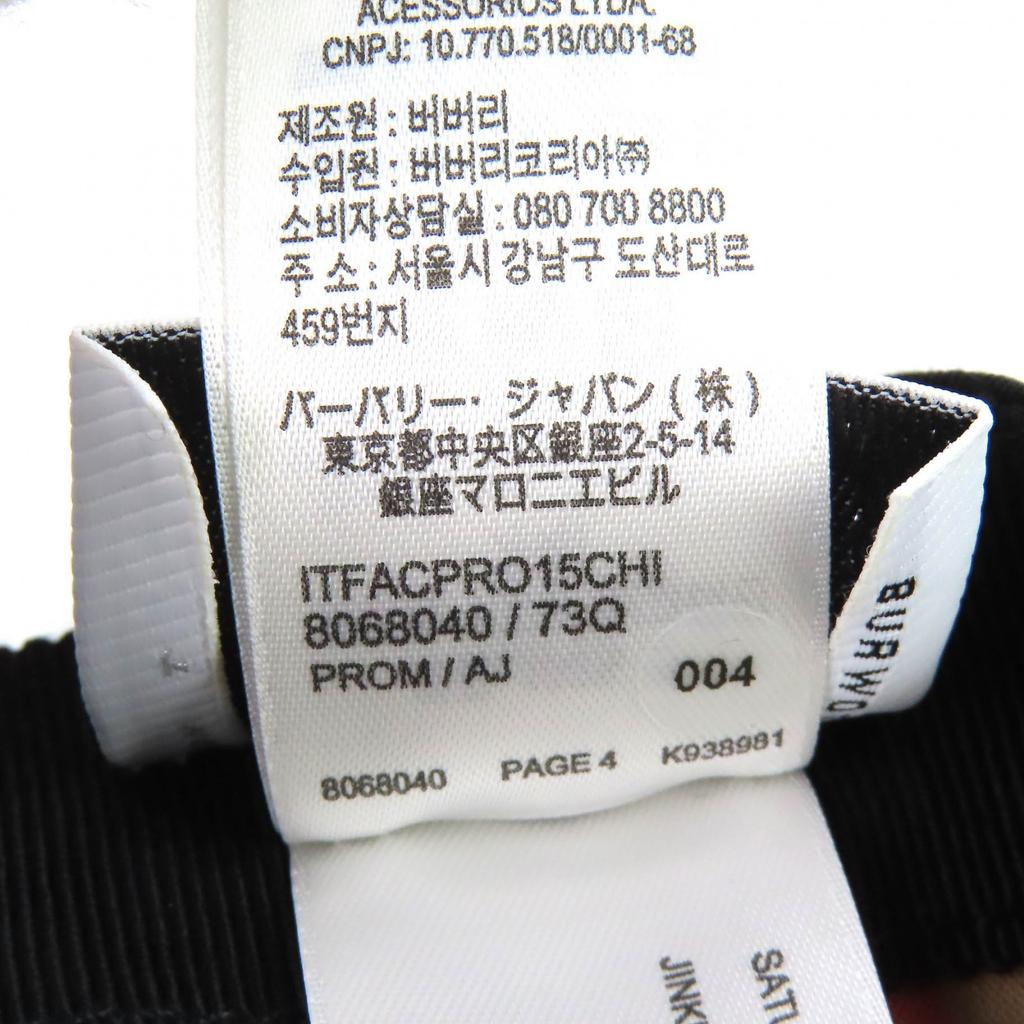 ACESSORIOS LTDA.
CNPJ: 10.770.518/0001-68
제조원 : 버버리
수입원 : 버버리코리아㈜
소비자상담실 : 080 700 8800
주 소 : 서울시 강남구 도산대로
459번지
バーバリー・ジャパン ( 株 )
東京都中央区銀座2-5-14
銀座マロニエビル
ITFACPRO15CHI
8068040 / 73Q
PROM / AJ
004
8068040 PAGE 4 K938981